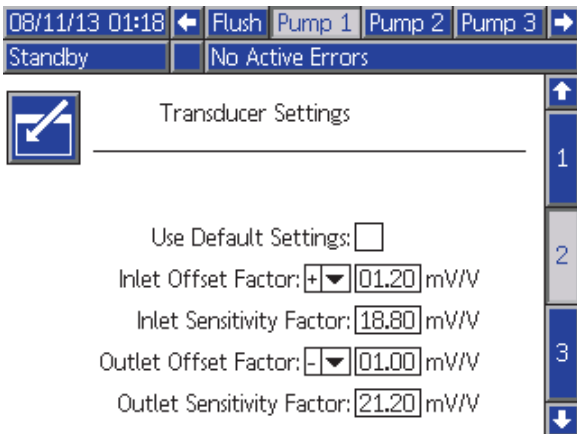 08/11/13 01:18 Flush Pump 1 Pump 2 Pump 3
Standby No Active Errors
Transducer Settings
1
Use Default Settings:
2
Inlet Offset Factor: + 01.20 mV/V
Inlet Sensitivity Factor: 18.80 mV/V
3
Outlet Offset Factor: - 01.00 mV/V
Outlet Sensitivity Factor: 21.20 mV/V